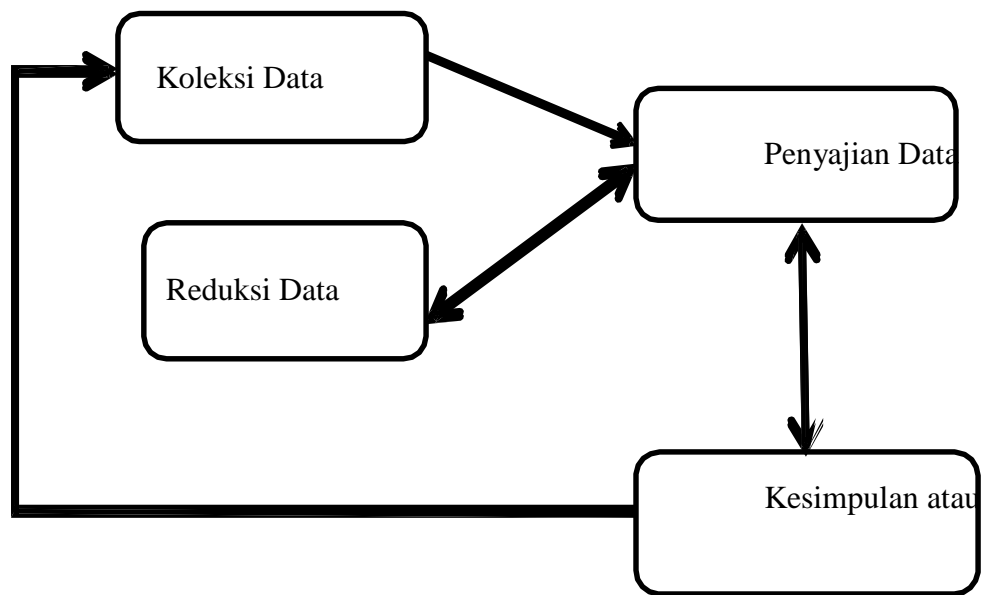 Koleksi Data
Penyajian Data
Reduksi Data
Kesimpulan atau